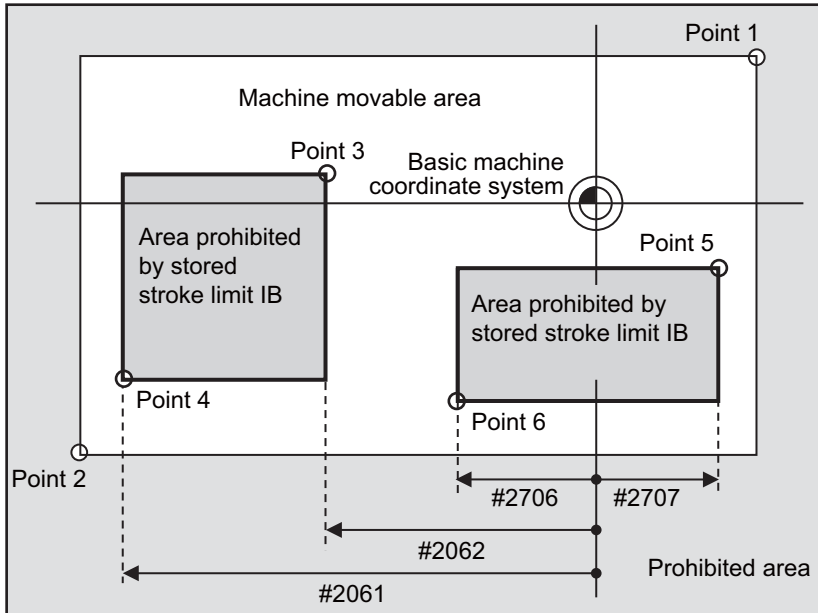 Point 1
Machine movable area
Point 3
Basic machine
coordinate system
Area prohibited
by stored
stroke limit IB
Point 5
Area prohibited by
stored stroke limit IB
Point 4
Point 6
Point 2
#2706
#2707
#2062
Prohibited area
#2061